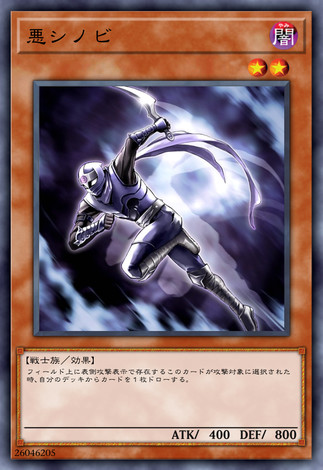 悪シノビ
やみ
闇
【戦士族／効果】
フィールド上に表側攻撃表示で存在するこのカードが攻撃対象に選択された
時、自分のデッキからカードを１枚ドローする。
ATK/ 400 DEF/ 800
26046205